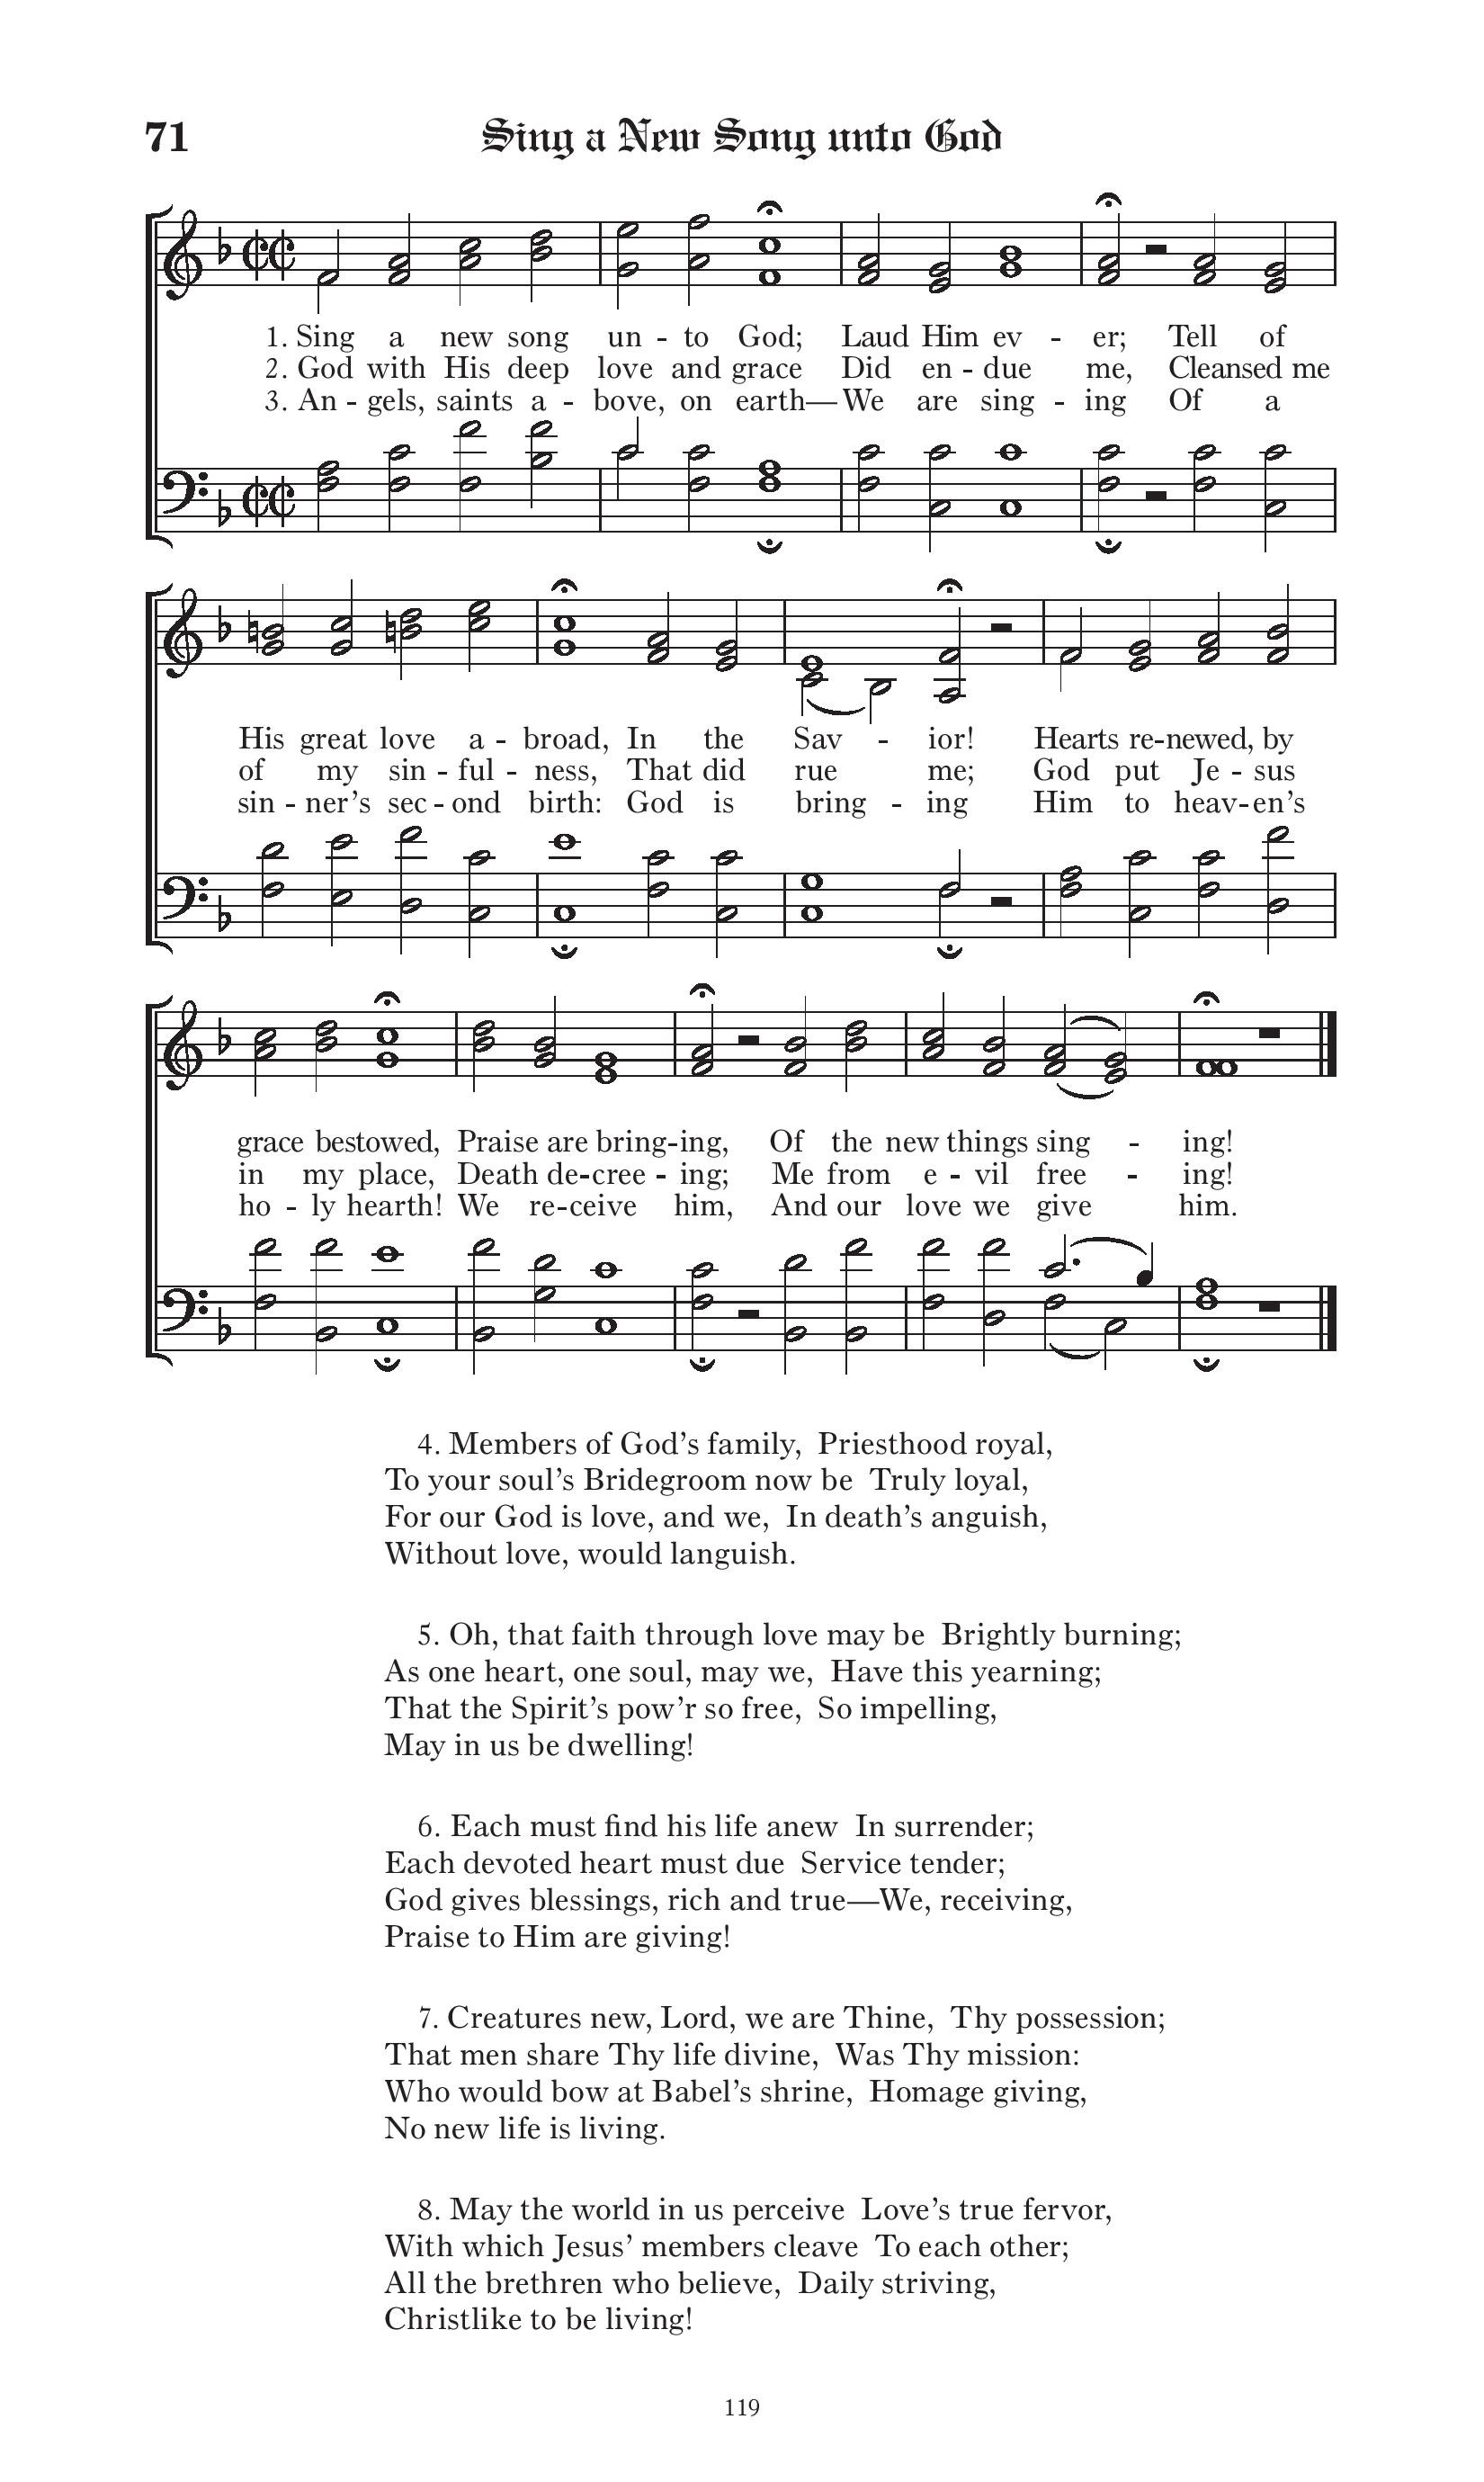 71 Sing a New Song unto God
1. Sing a new song un - to God; Laud Him ev - er; Tell of
2. God with His deep love and grace Did en - due me, Cleansed me
3. An - gels, saints a - bove, on earth—We are sing - ing Of a
His great love a - broad, In the Sav - ior! Hearts re-newed, by
of my sin - ful - ness, That did rue me; God put Je - sus
sin - ner’s sec - ond birth: God is bring - ing Him to heav-en’s
grace bestowed, Praise are bring-ing, Of the new things sing - ing!
in my place, Death de-cree - ing; Me from e - vil free - ing!
ho - ly hearth! We re-ceive him, And our love we give him.
4. Members of God’s family, Priesthood royal,
To your soul’s Bridegroom now be Truly loyal,
For our God is love, and we, In death’s anguish,
Without love, would languish.
5. Oh, that faith through love may be Brightly burning;
As one heart, one soul, may we, Have this yearning;
That the Spirit’s pow’r so free, So impelling,
May in us be dwelling!
6. Each must find his life anew In surrender;
Each devoted heart must due Service tender;
God gives blessings, rich and true—We, receiving,
Praise to Him are giving!
7. Creatures new, Lord, we are Thine, Thy possession;
That men share Thy life divine, Was Thy mission:
Who would bow at Babel’s shrine, Homage giving,
No new life is living.
8. May the world in us perceive Love’s true fervor,
With which Jesus’ members cleave To each other;
All the brethren who believe, Daily striving,
Christlike to be living!
119